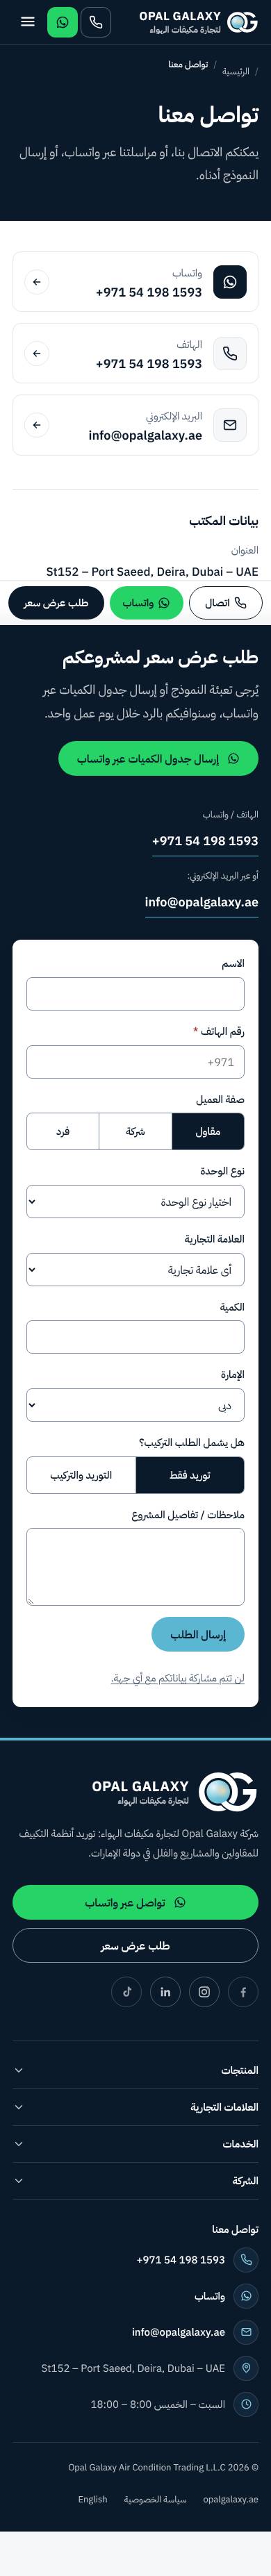 OPAL GALAXY
لتجارة مكيفات الهواء
/ الرئيسية / تواصل معنا
تواصل معنا
يمكنكم الاتصال بنا، أو مراسلتنا عبر واتساب، أو إرسال
النموذج أدناه.
واتساب
+971 54 198 1593
الهاتف
+971 54 198 1593
البريد الإلكتروني
info@opalgalaxy.ae
بيانات المكتب
العنوان
St152 – Port Saeed, Deira, Dubai – UAE
اتصال
واتساب
طلب عرض سعر
طلب عرض سعر لمشروعكم
يُرجى تعبئة النموذج أو إرسال جدول الكميات عبر
واتساب، وسنوافيكم بالرد خلال يوم عمل واحد.
إرسال جدول الكميات عبر واتساب
الهاتف / واتساب
+971 54 198 1593
أو عبر البريد الإلكتروني:
info@opalgalaxy.ae
الاسم
رقم الهاتف *
+971
صفة العميل
مقاول
شركة
فرد
نوع الوحدة
اختيار نوع الوحدة
العلامة التجارية
أي علامة تجارية
الكمية
الإمارة
دبي
هل يشمل الطلب التركيب؟
توريد فقط
التوريد والتركيب
ملاحظات / تفاصيل المشروع
إرسال الطلب
لن تتم مشاركة بياناتكم مع أي جهة.
OPAL GALAXY
لتجارة مكيفات الهواء
شركة Opal Galaxy لتجارة مكيفات الهواء: توريد أنظمة التكييف
للمقاولين والمشاريع والفلل في دولة الإمارات.
تواصل عبر واتساب
طلب عرض سعر
المنتجات
العلامات التجارية
الخدمات
الشركة
تواصل معنا
+971 54 198 1593
واتساب
info@opalgalaxy.ae
St152 – Port Saeed, Deira, Dubai – UAE
السبت – الخميس 8:00 – 18:00
© 2026 Opal Galaxy Air Condition Trading L.L.C
opalgalaxy.ae
سياسة الخصوصية
English